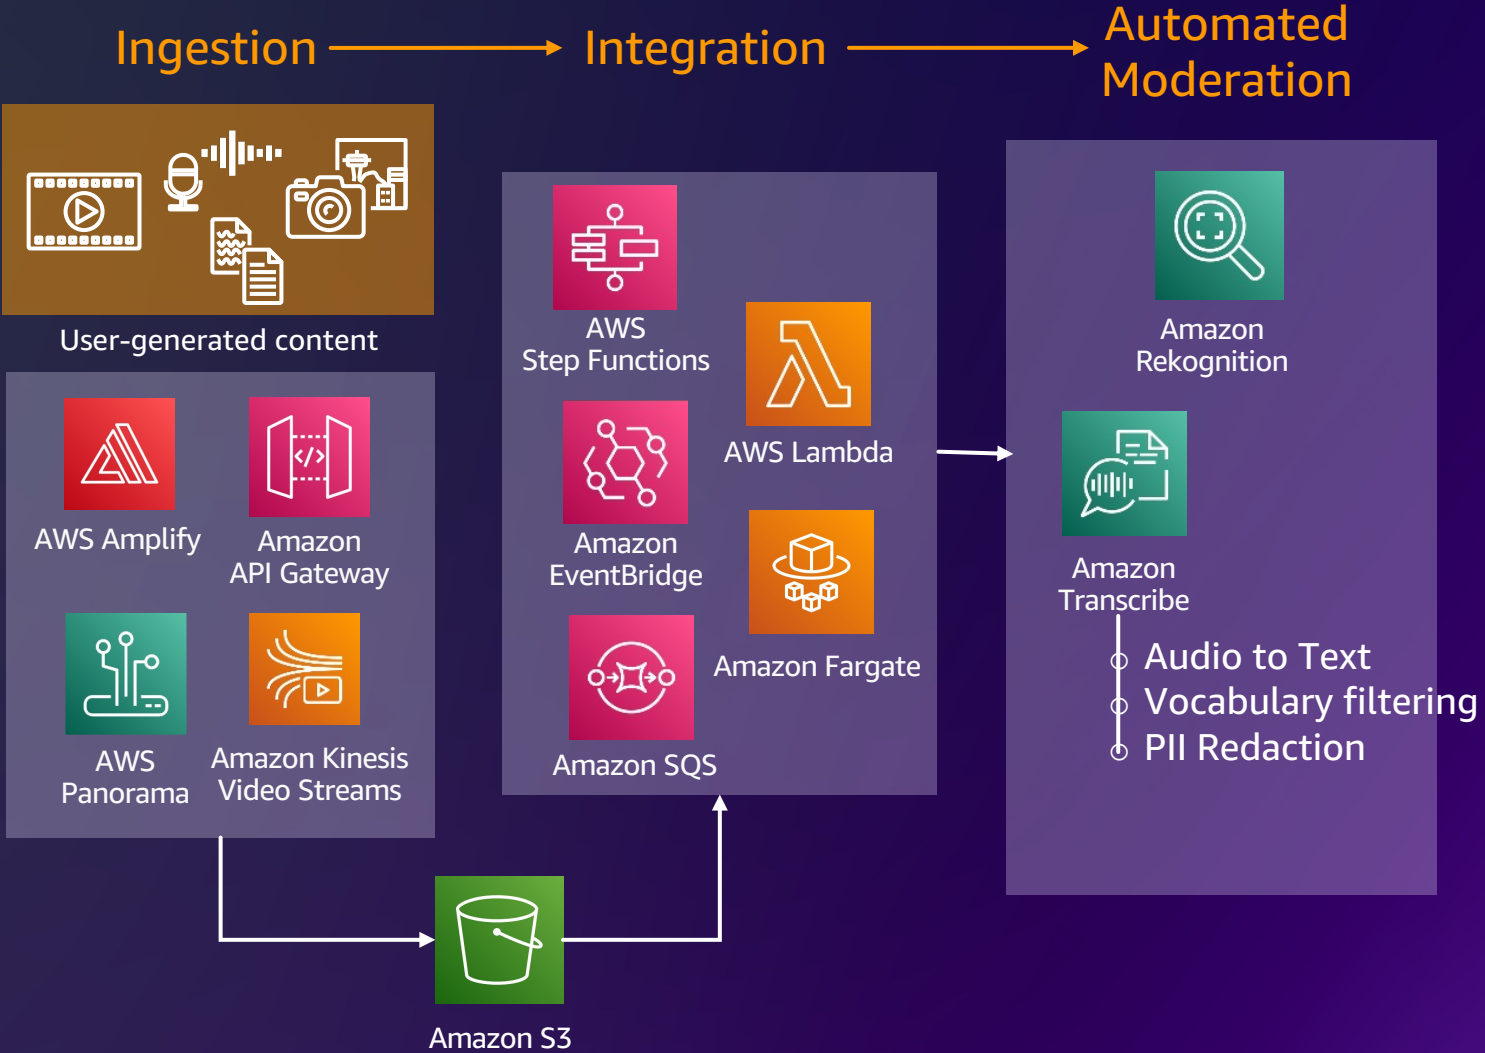 Ingestion
Integration
Automated
Moderation
User-generated content
AWS Amplify
Amazon
API Gateway
AWS
Panorama
Amazon Kinesis
Video Streams
Amazon S3
AWS
Step Functions
AWS Lambda
Amazon
EventBridge
Amazon Fargate
Amazon SQS
Amazon
Rekognition
Amazon
Transcribe
Audio to Text
Vocabulary filtering
PII Redaction